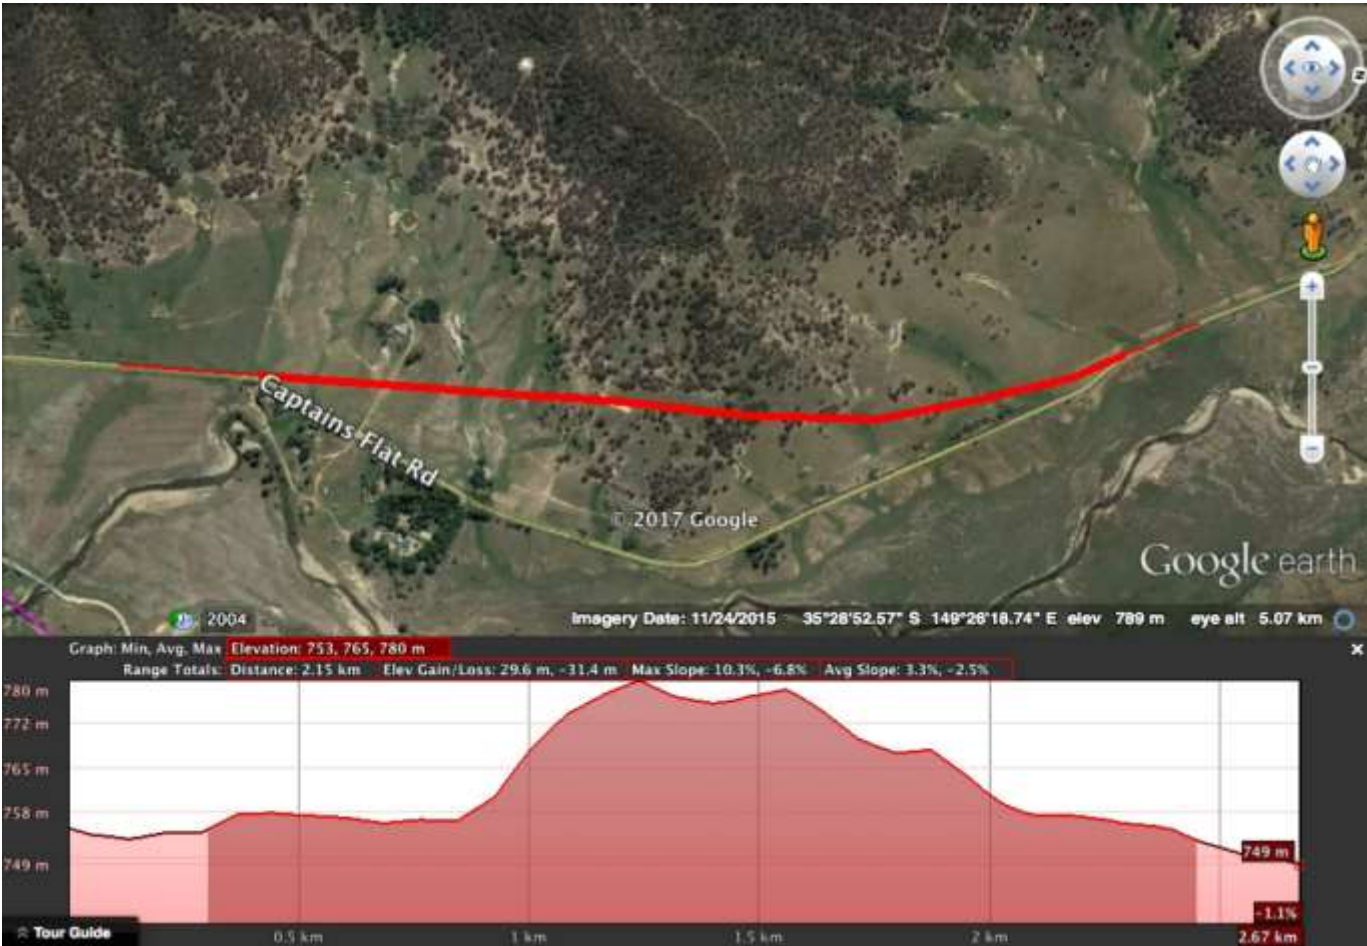 N
Captains Flat Rd
© 2017 Google
Google earth
2004
Imagery Date: 11/24/2015 35°28'52.57" S 149°28'18.74" E elev 789 m eye alt 5.07 km
Graph: Min, Avg, Max Elevation: 753, 765, 780 m
Range Totals: Distance: 2.15 km Elev Gain/Loss: 29.6 m, -31.4 m Max Slope: 10.3%, -6.8% Avg Slope: 3.3%, -2.5%
780 m
772 m
765 m
758 m
749 m
749 m
-1.1%
Tour Guide
0.5 km
1 km
1.5 km
2 km
2.67 km